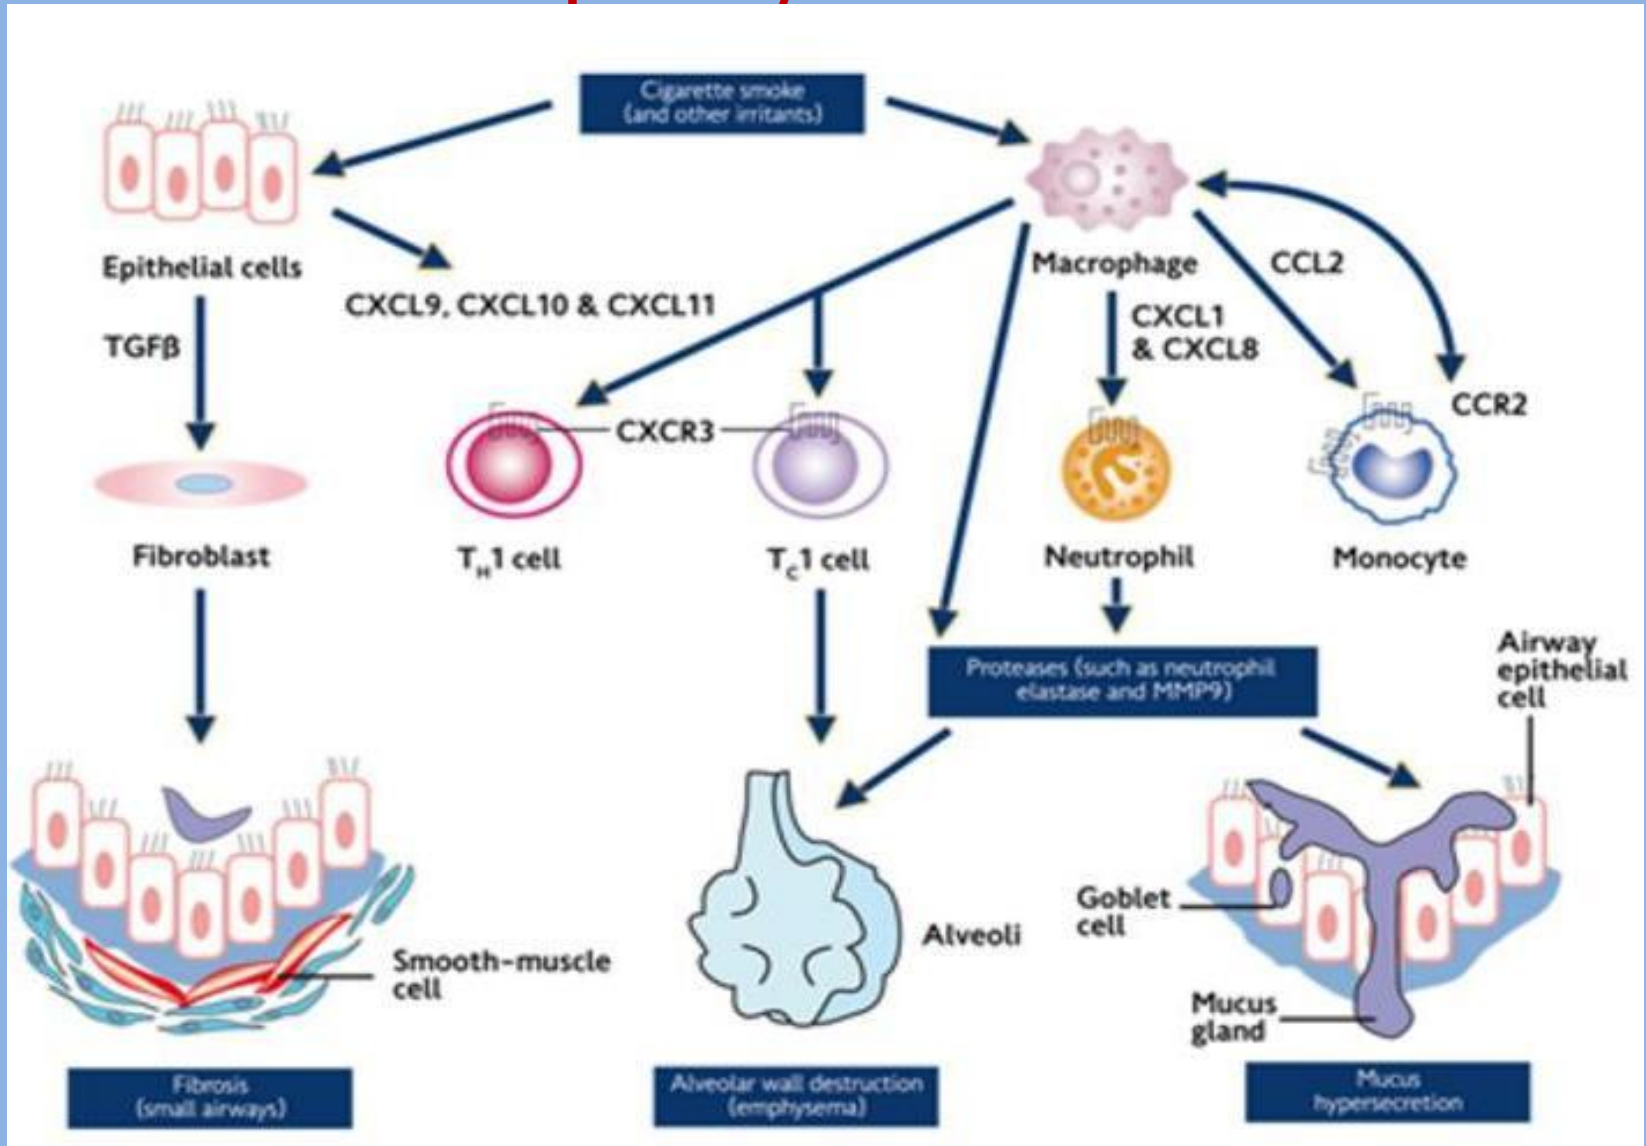 Cigarette smoke
(and other irritants)
Epithelial cells
Macrophage
CCL2
CXCL9, CXCL10 & CXCL11
CXCL1
& CXCL8
TGFβ
CCR2
CXCR3
Fibroblast
TH1 cell
TC1 cell
Neutrophil
Monocyte
Proteases (such as neutrophil
elastase and MMP9)
Airway
epithelial
cell
Goblet
cell
Alveoli
Smooth-muscle
cell
Mucus
gland
Fibrosis
(small airways)
Alveolar wall destruction
(emphysema)
Mucus
hypersecretion